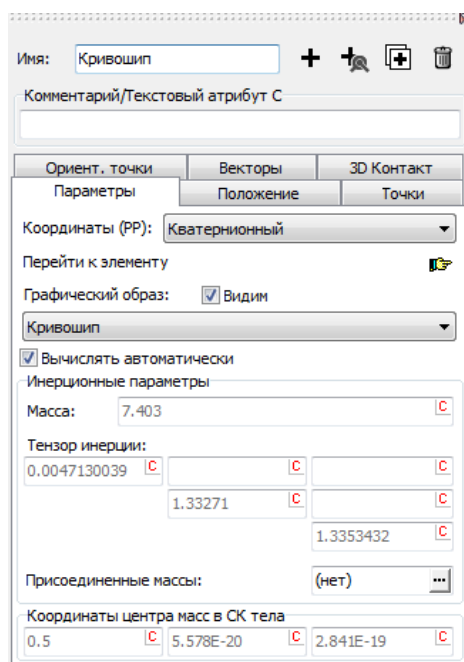 Имя: Кривошип
Комментарий/Текстовый атрибут C
Ориент. точки Векторы 3D Контакт
Параметры Положение Точки
Координаты (PP): Кватернионный
Перейти к элементу
Графический образ: Видим
Кривошип
Вычислять автоматически
Инерционные параметры
Масса: 7.403 C
Тензор инерции:
0.0047130039 C C C
1.33271 C C
1.3353432 C
Присоединенные массы: (нет) ...
Координаты центра масс в СК тела
0.5 C 5.578E-20 C 2.841E-19 C